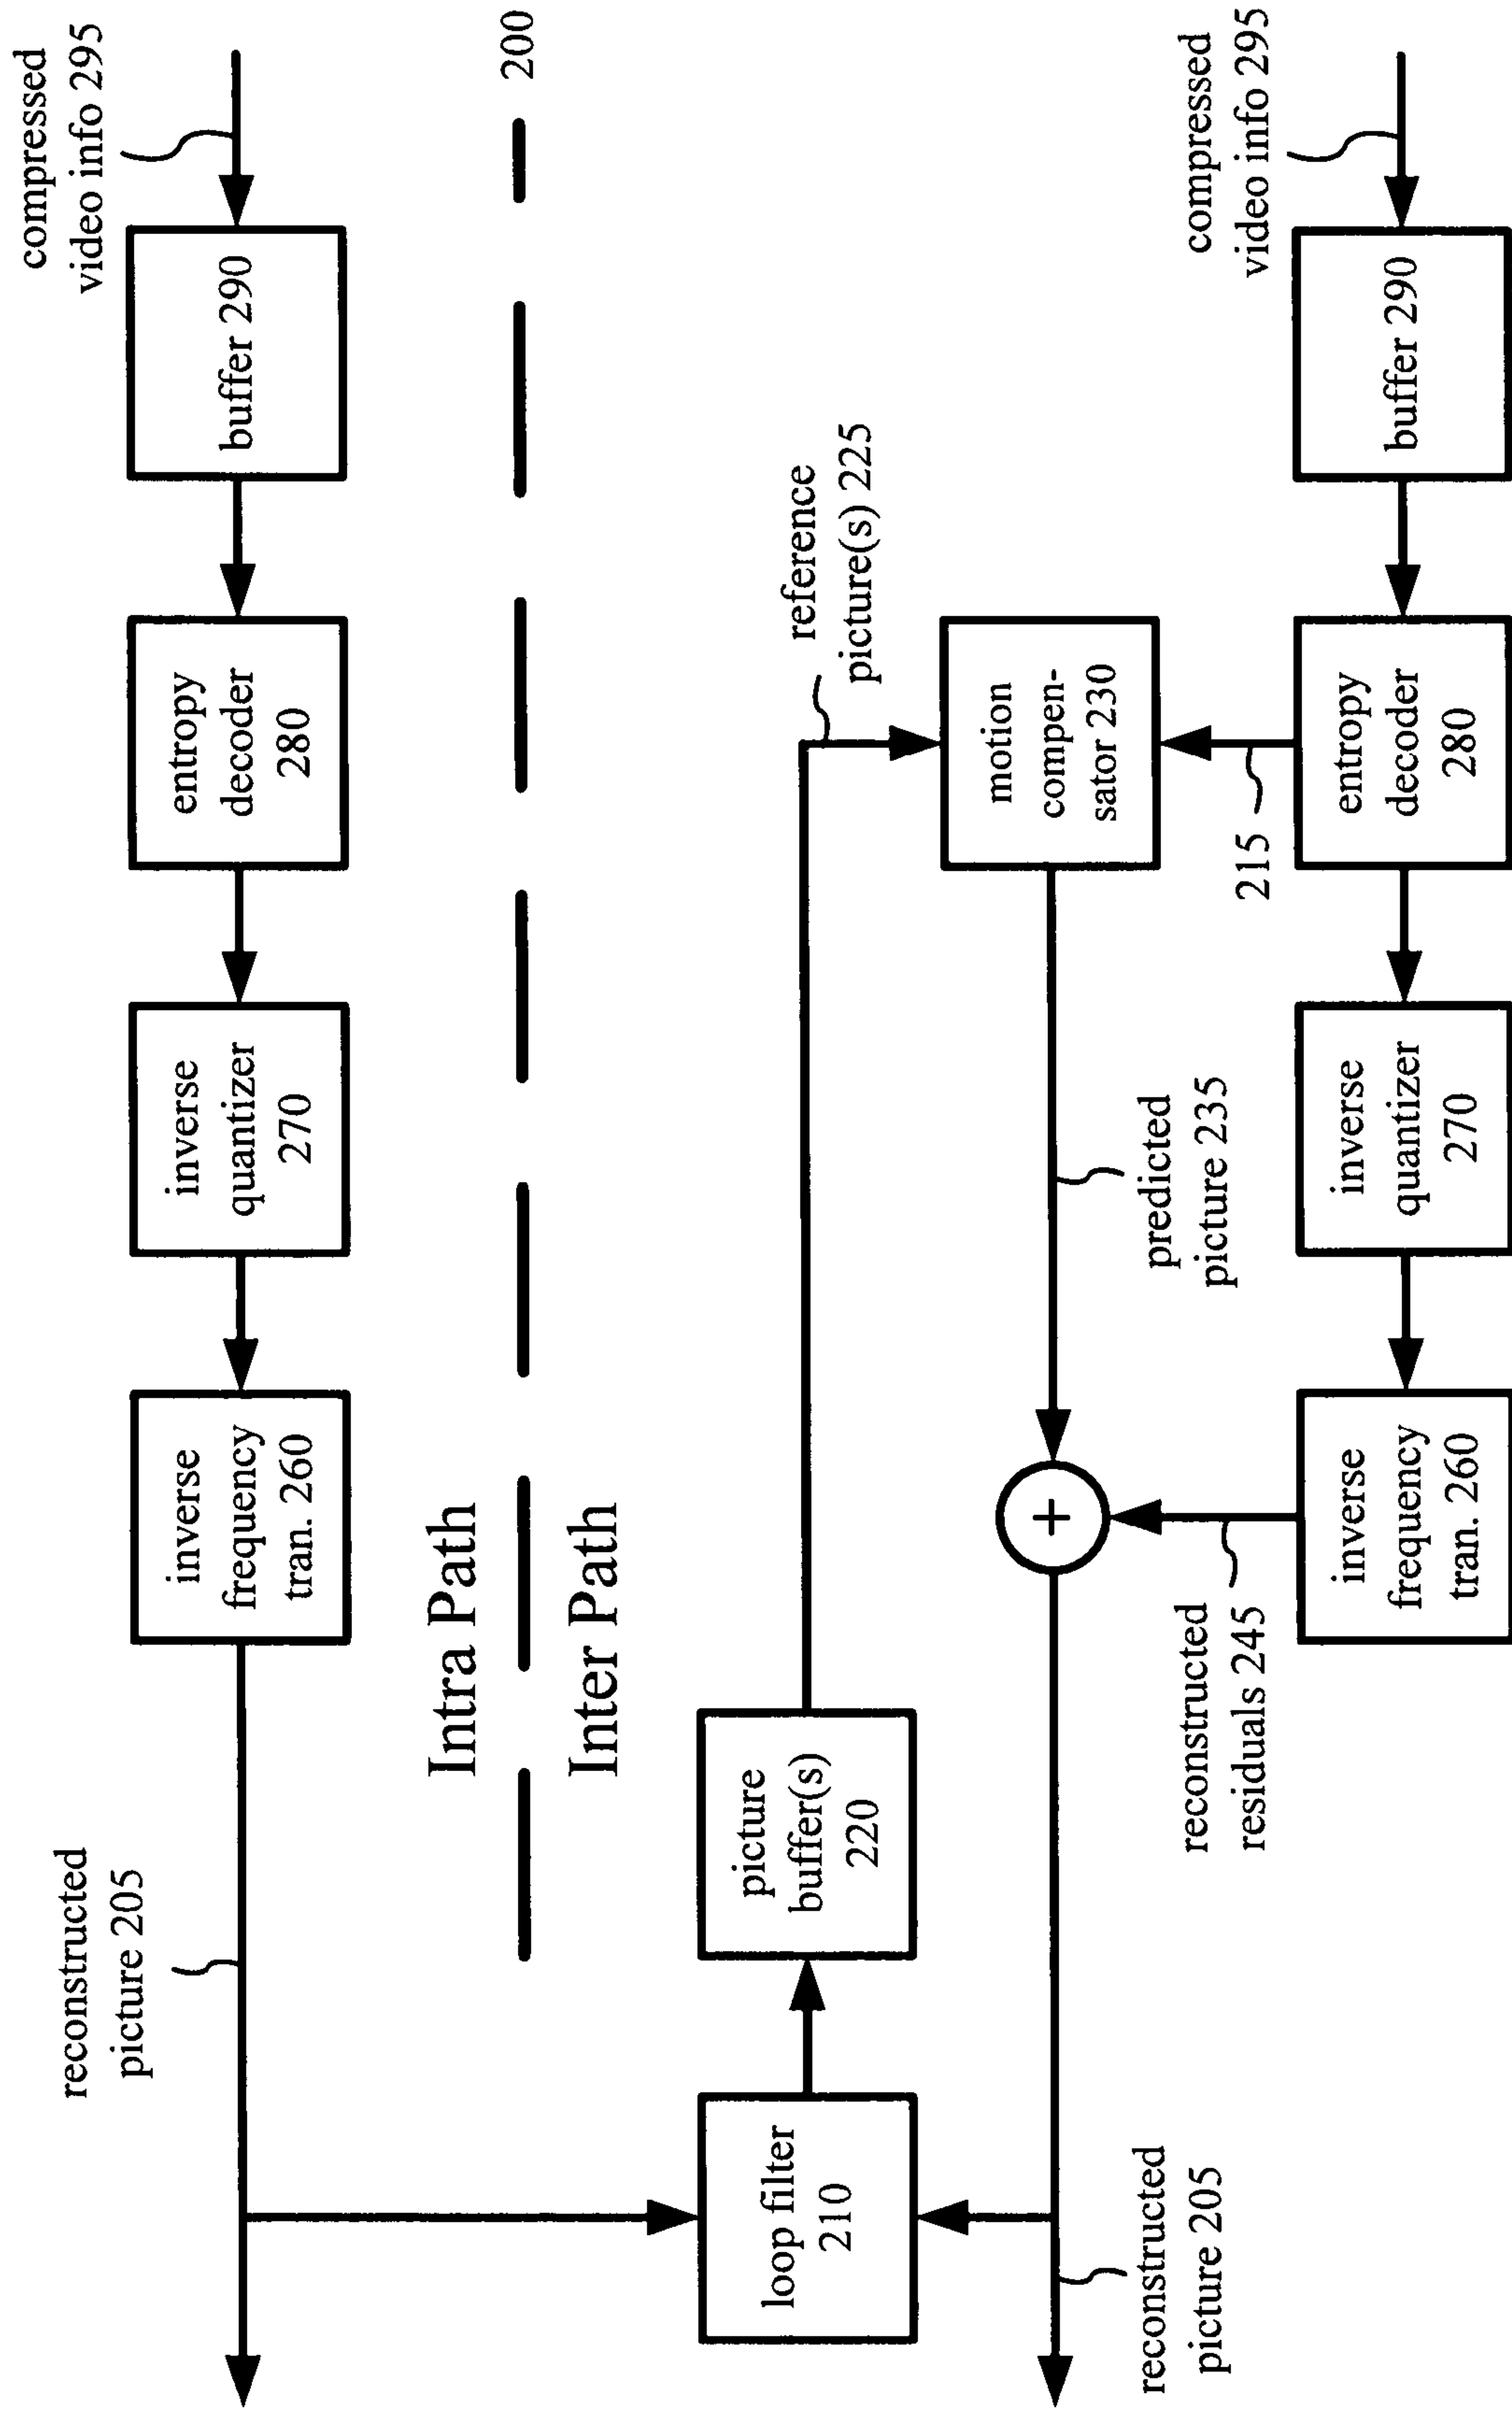 compressed
video info 295
buffer 290
entropy
decoder
280
inverse
quantizer
270
inverse
frequency
tran. 260
reconstructed
picture 205
200
Intra Path
Inter Path
loop filter
210
picture
buffer(s)
220
reference
picture(s) 225
motion
compen-
sator 230
predicted
picture 235
+
reconstructed
picture 205
215
reconstructed
residuals 245
compressed
video info 295
buffer 290
entropy
decoder
280
inverse
quantizer
270
inverse
frequency
tran. 260